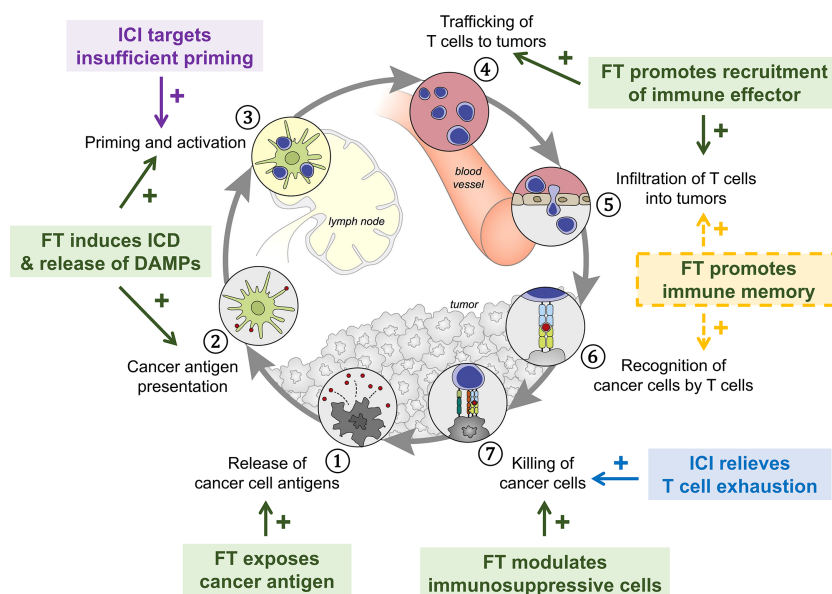 ICI targets
insufficient priming
+
Priming and activation
+
FT induces ICD
& release of DAMPs
+
Cancer antigen
presentation
Trafficking of
T cells to tumors
+
FT promotes recruitment
of immune effector
+
Infiltration of T cells
into tumors
+
FT promotes
immune memory
+
Recognition of
cancer cells by T cells
3
4
blood
vessel
5
lymph node
2
tumor
6
1
7
Release of
cancer cell antigens
+
FT exposes
cancer antigen
Killing of
cancer cells
+
ICI relieves
T cell exhaustion
+
FT modulates
immunosuppressive cells